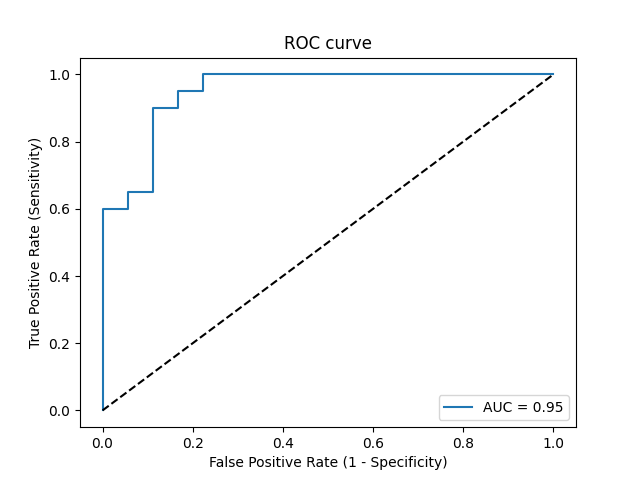 ROC curve
True Positive Rate (Sensitivity)
1.0
0.8
0.6
0.4
0.2
0.0
AUC = 0.95
0.0 0.2 0.4 0.6 0.8 1.0
False Positive Rate (1 - Specificity)